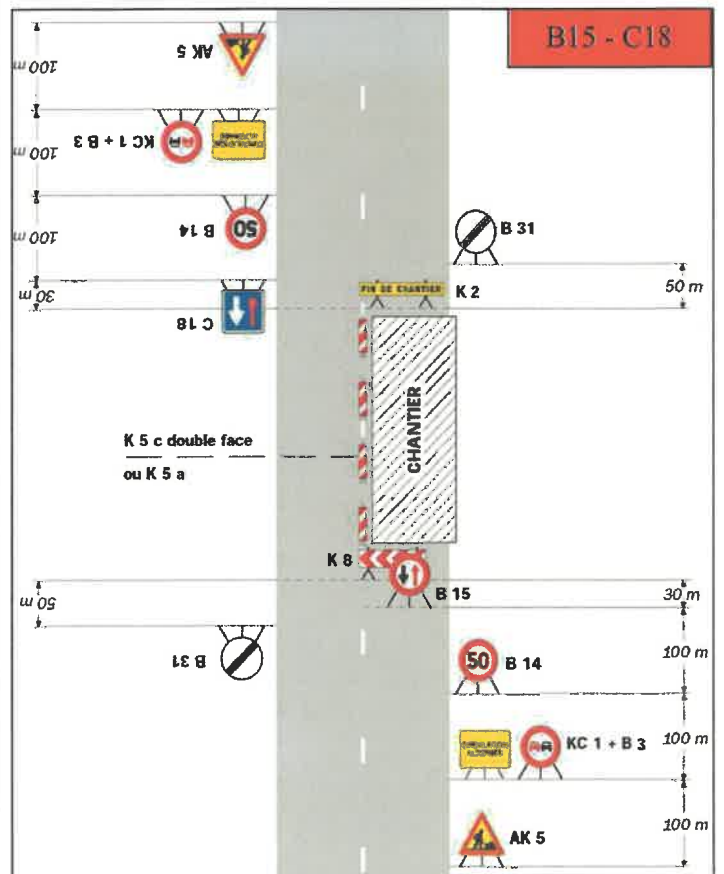 B15 - C18
AK 5
100 m
KC 1 + B 3
100 m
50
B 14
100 m
30 m
C 18
B 31
50 m
FIN DE CHANTIER
K 2
CHANTIER
K 5 c double face
ou K 5 a
K 8
B 15
30 m
50 m
B 31
50
B 14
100 m
CIRCULATION
ALTERNÉE
KC 1 + B 3
100 m
AK 5
100 m